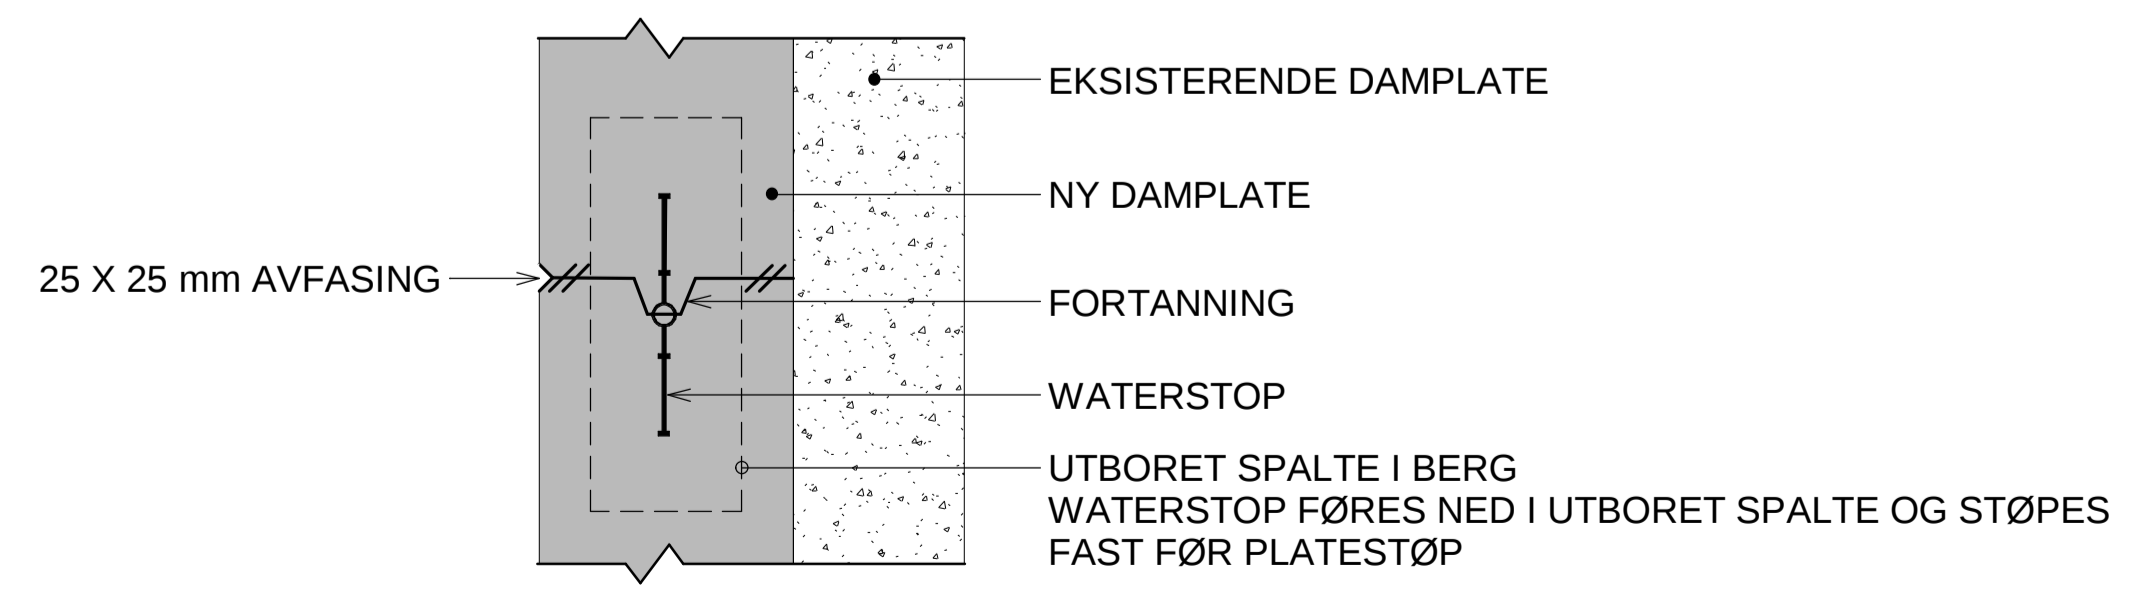 EKSISTERENDE DAMPLATE
NY DAMPLATE
25 X 25 mm AVFASING
FORTANNING
WATERSTOP
UTBORET SPALTE I BERG
WATERSTOP FØRES NED I UTBORET SPALTE OG STØPES
FAST FØR PLATESTØP